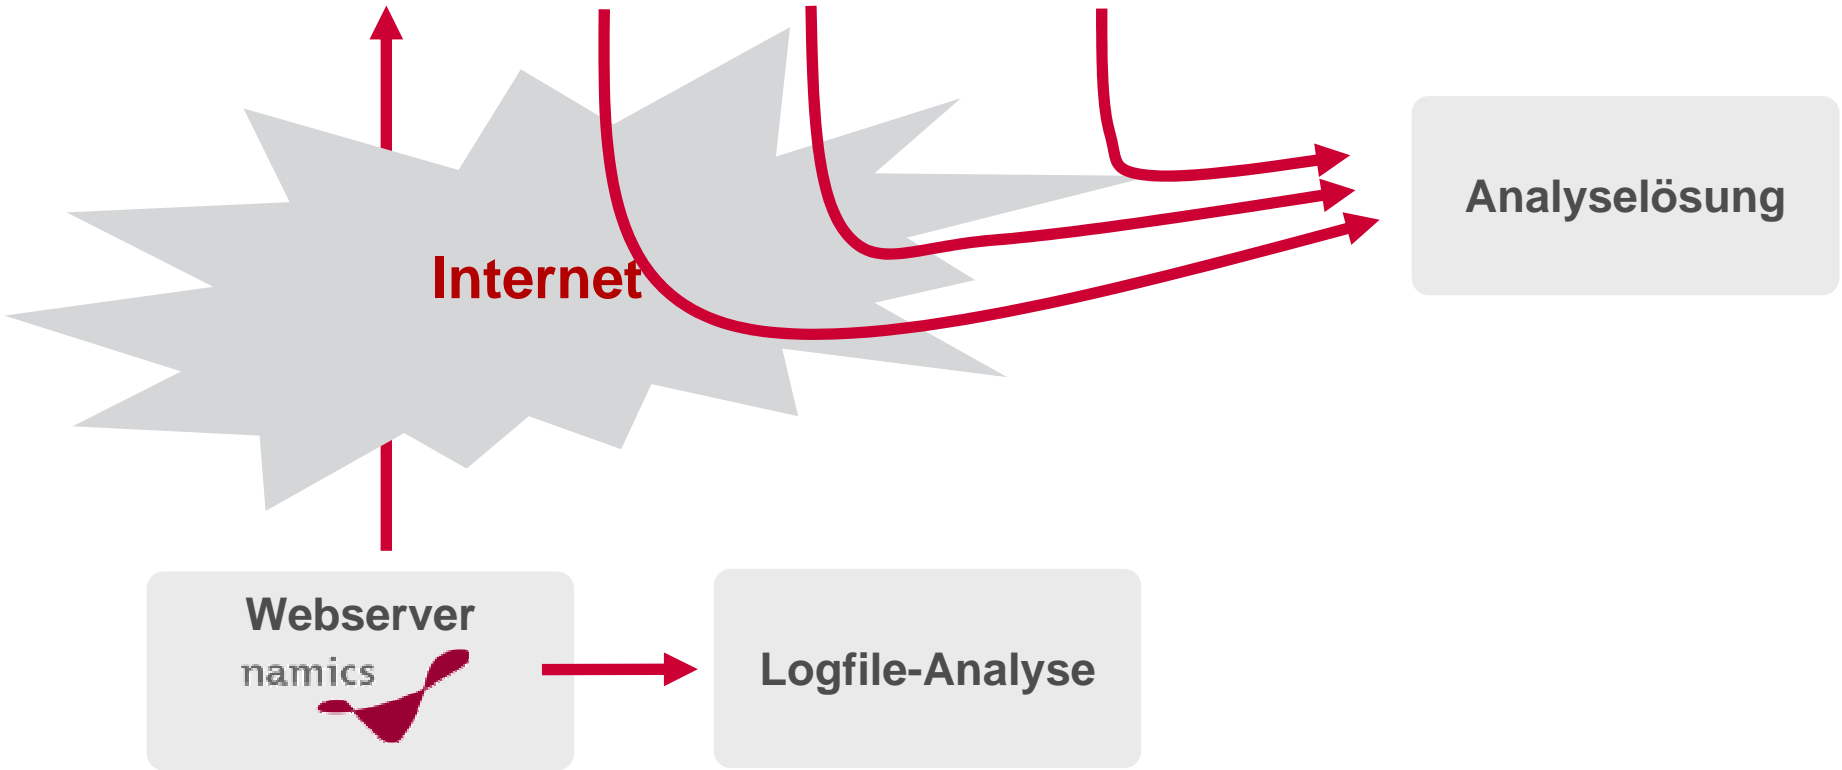 Analyselösung
Internet
Webserver
namics
Logfile-Analyse